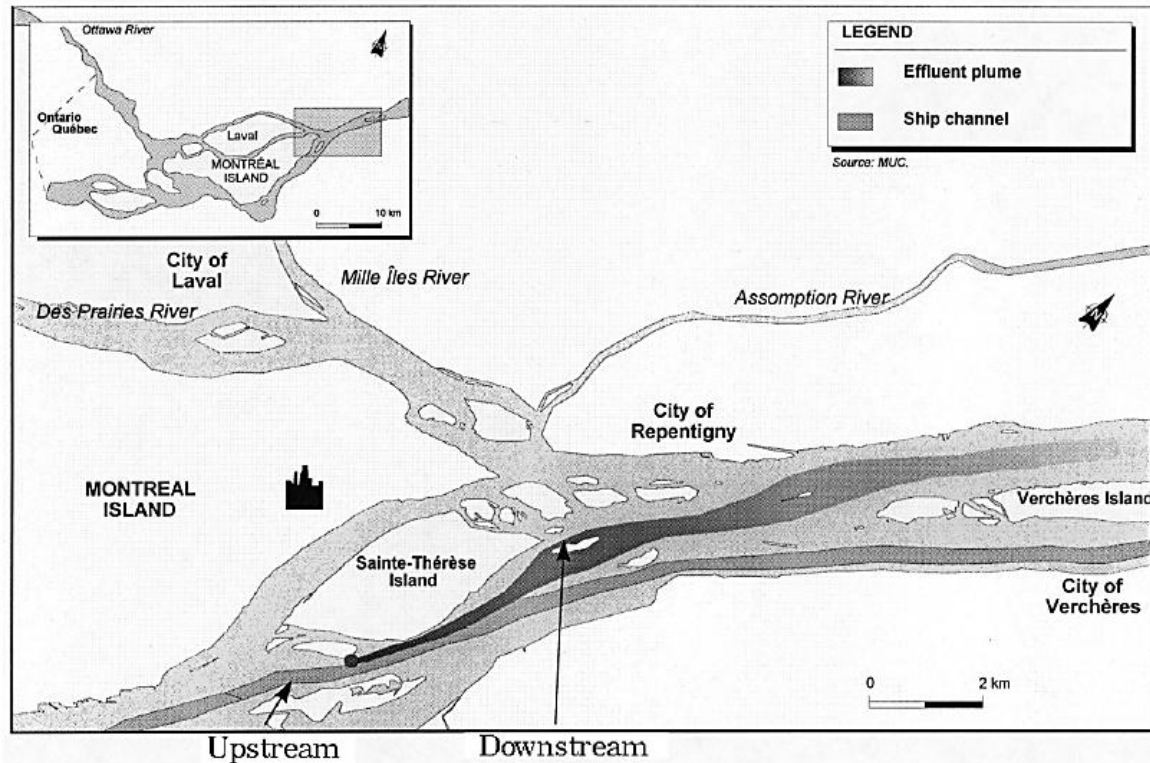 Ottawa River
Ontario
Québec
Laval
MONTRÉAL
ISLAND
0 10 km
LEGEND
Effluent plume
Ship channel
Source: MUC.
City of
Laval
Mille Îles River
Des Prairies River
Assomption River
City of
Repentigny
MONTREAL
ISLAND
Verchères Island
Sainte-Thérèse
Island
City of
Verchères
0 2 km
Upstream
Downstream